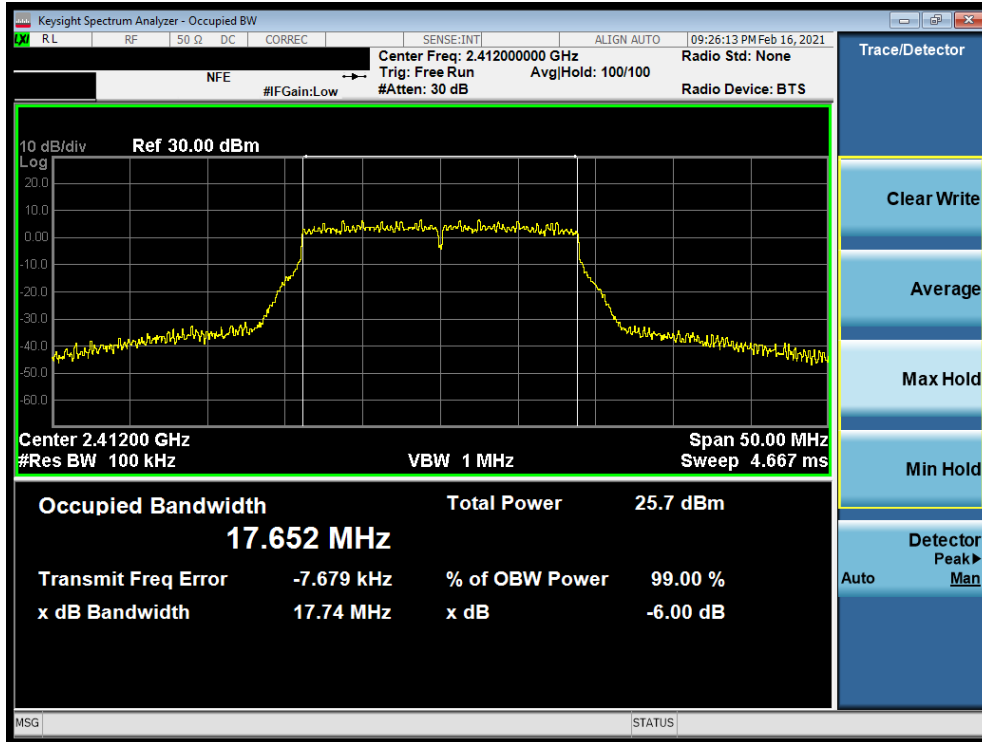 Keysight Spectrum Analyzer - Occupied BW
LXI RL RF 50 Ω DC CORREC SENSE:INT ALIGN AUTO 09:26:13 PM Feb 16, 2021
Center Freq: 2.412000000 GHz Radio Std: None
NFE Trig: Free Run Avg|Hold: 100/100
#IFGain:Low #Atten: 30 dB Radio Device: BTS
10 dB/div Ref 30.00 dBm
Log
20.0
10.0
0.00
-10.0
-20.0
-30.0
-40.0
-50.0
-60.0
Center 2.41200 GHz Span 50.00 MHz
#Res BW 100 kHz VBW 1 MHz Sweep 4.667 ms
Occupied Bandwidth Total Power 25.7 dBm
17.652 MHz
Transmit Freq Error -7.679 kHz % of OBW Power 99.00 %
x dB Bandwidth 17.74 MHz x dB -6.00 dB
MSG STATUS
Trace/Detector
Clear Write
Average
Max Hold
Min Hold
Detector
Peak▶
Auto Man